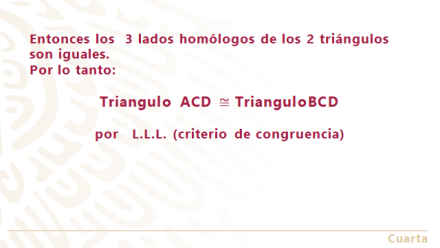 Entonces los 3 lados homólogos de los 2 triángulos
son iguales.
Por lo tanto:
Triangulo ACD ≅ TrianguloBCD
por L.L.L. (criterio de congruencia)
Cuarta